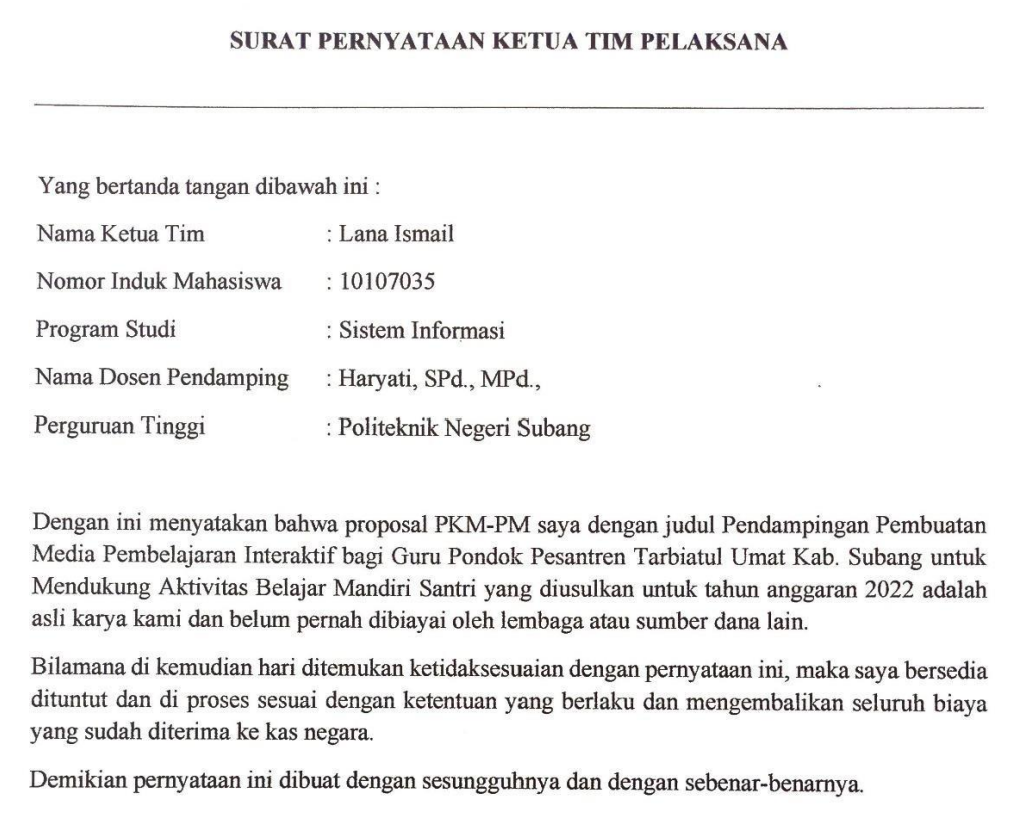 SURAT PERNYATAAN KETUA TIM PELAKSANA
Yang bertanda tangan dibawah ini :
Nama Ketua Tim : Lana Ismail
Nomor Induk Mahasiswa : 10107035
Program Studi : Sistem Informasi
Nama Dosen Pendamping : Haryati, SPd., MPd.,
Perguruan Tinggi : Politeknik Negeri Subang
Dengan ini menyatakan bahwa proposal PKM-PM saya dengan judul Pendampingan Pembuatan
Media Pembelajaran Interaktif bagi Guru Pondok Pesantren Tarbiatul Umat Kab. Subang untuk
Mendukung Aktivitas Belajar Mandiri Santri yang diusulkan untuk tahun anggaran 2022 adalah
asli karya kami dan belum pernah dibiayai oleh lembaga atau sumber dana lain.
Bilamana di kemudian hari ditemukan ketidaksesuaian dengan pernyataan ini, maka saya bersedia
dituntut dan di proses sesuai dengan ketentuan yang berlaku dan mengembalikan seluruh biaya
yang sudah diterima ke kas negara.
Demikian pernyataan ini dibuat dengan sesungguhnya dan dengan sebenar-benarnya.